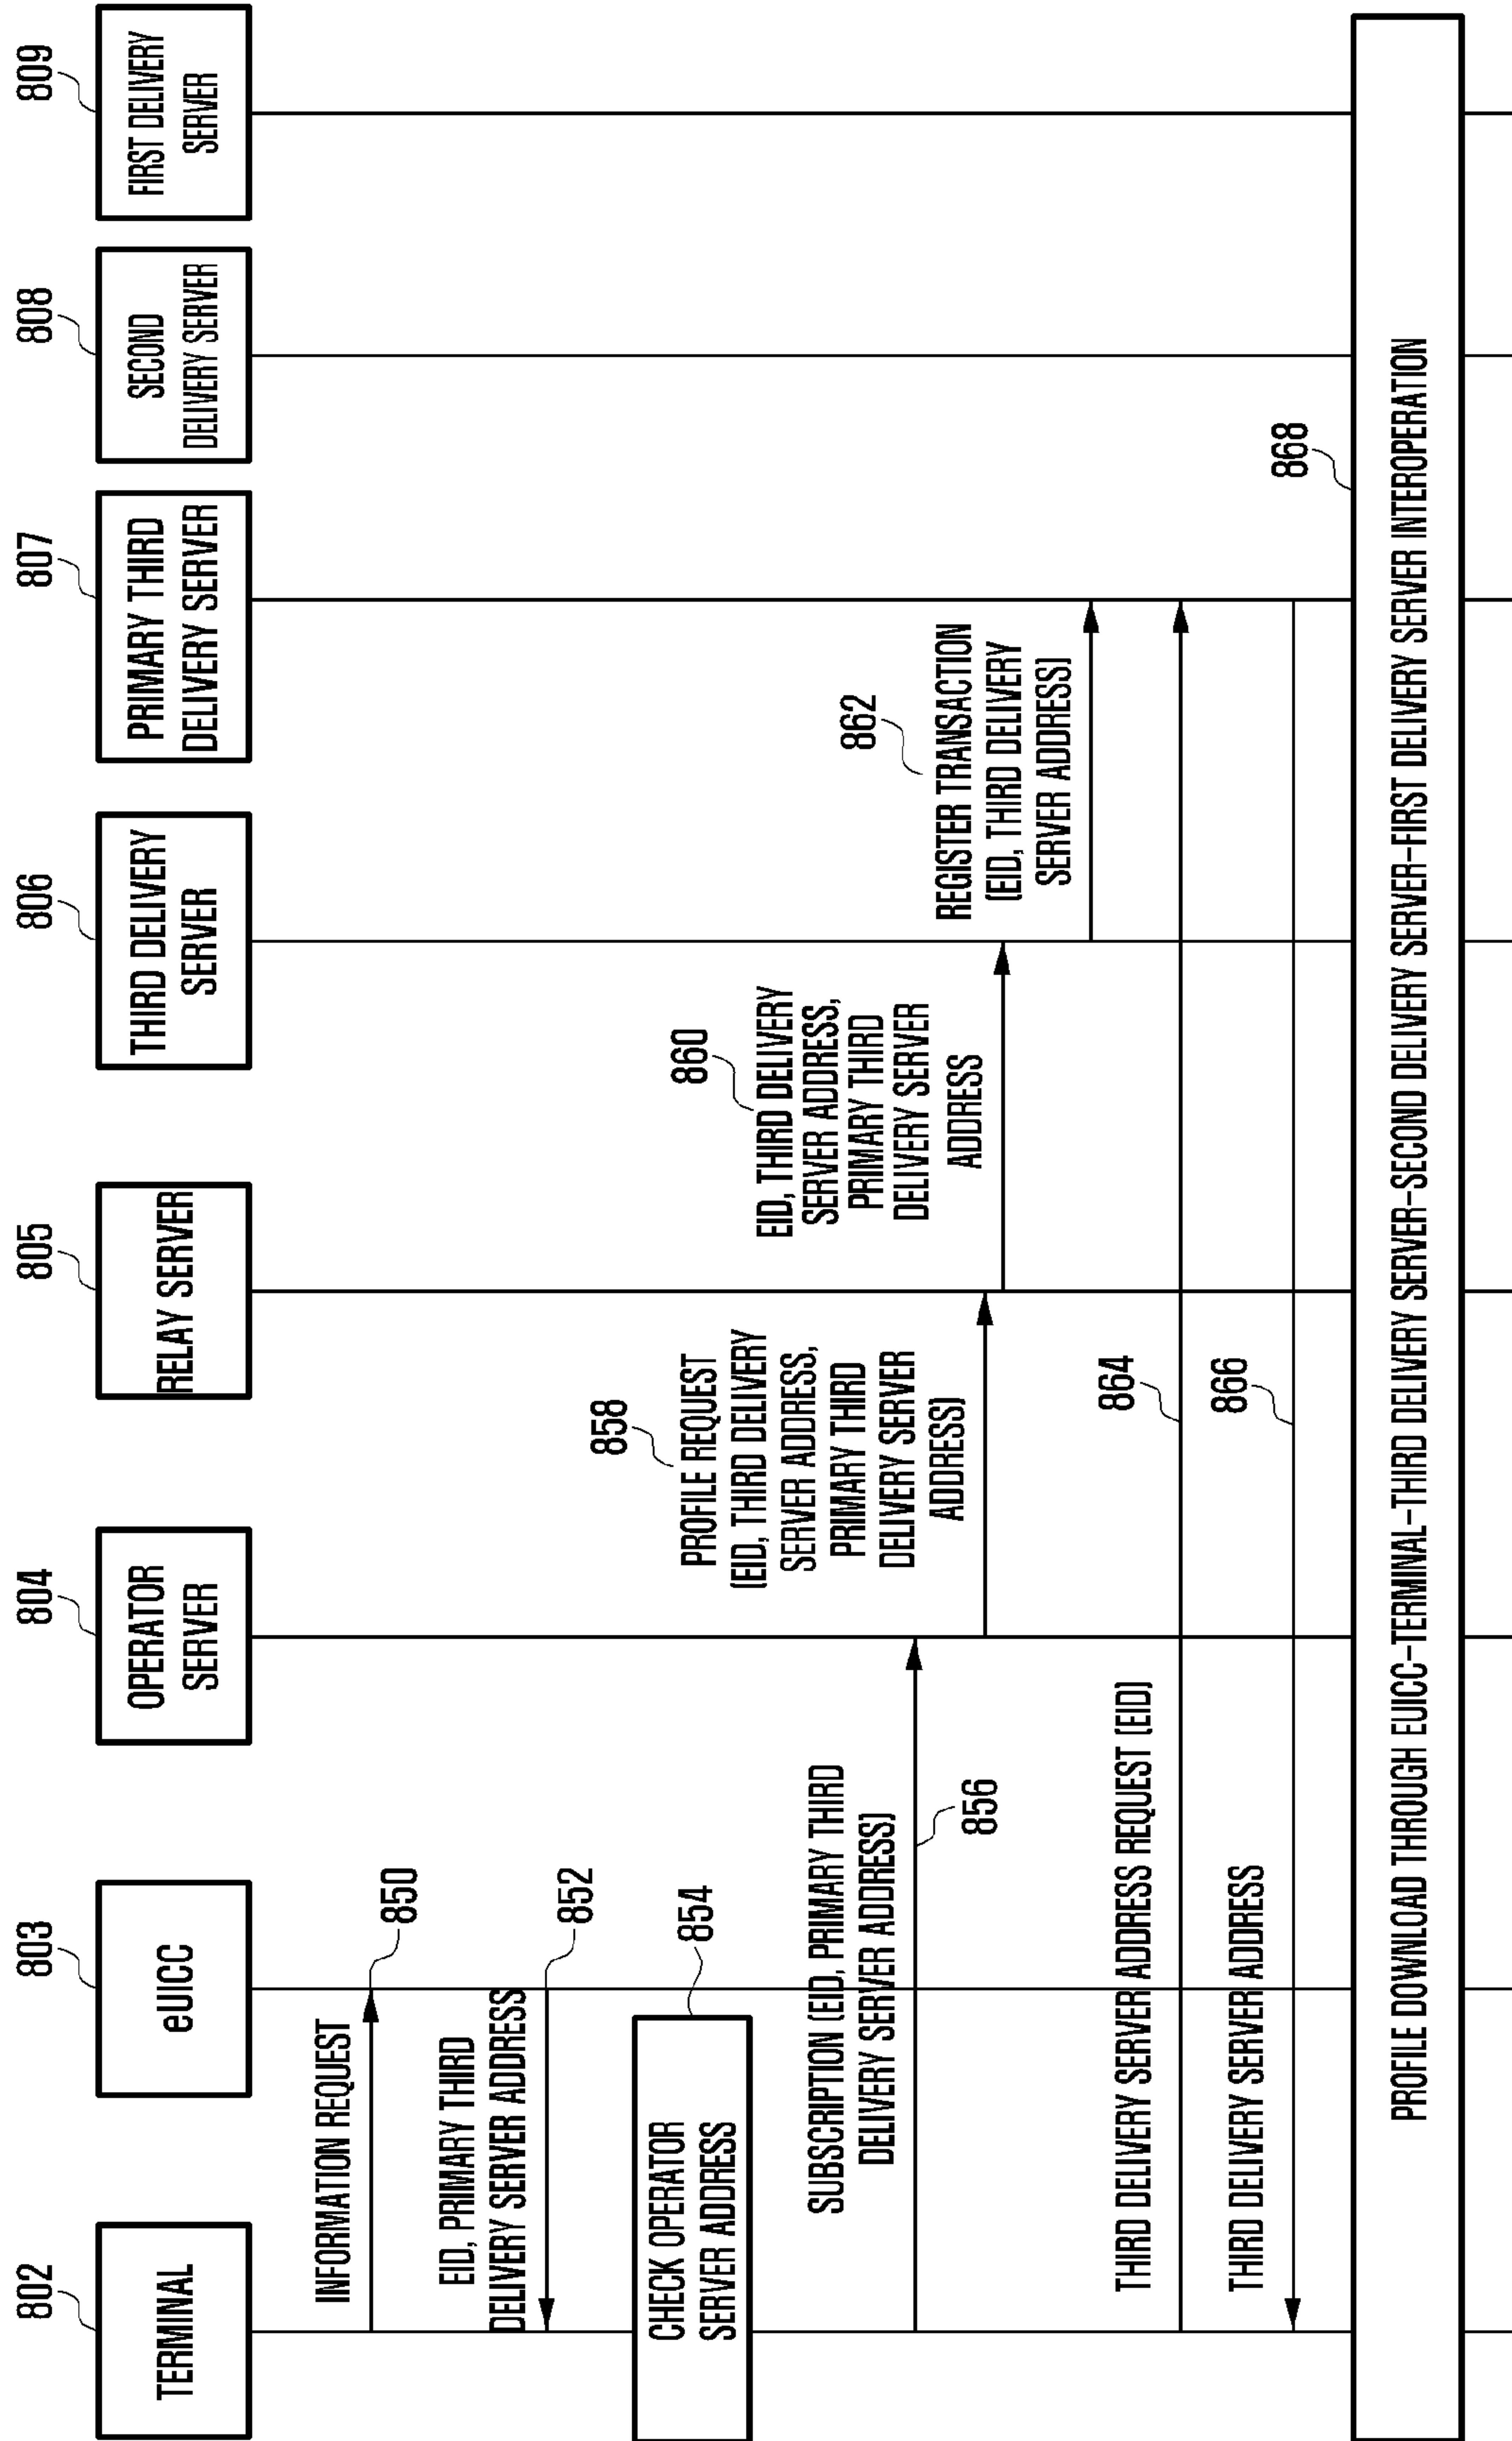 802
TERMINAL
803
eUICC
804
OPERATOR
SERVER
805
RELAY SERVER
806
THIRD DELIVERY
SERVER
807
PRIMARY THIRD
DELIVERY SERVER
808
SECOND
DELIVERY SERVER
809
FIRST DELIVERY
SERVER
INFORMATION REQUEST
850
EID, PRIMARY THIRD
DELIVERY SERVER ADDRESS
852
CHECK OPERATOR
SERVER ADDRESS
854
SUBSCRIPTION (EID, PRIMARY THIRD
DELIVERY SERVER ADDRESS)
856
858
PROFILE REQUEST
(EID, THIRD DELIVERY
SERVER ADDRESS,
PRIMARY THIRD
DELIVERY SERVER
ADDRESS)
860
EID, THIRD DELIVERY
SERVER ADDRESS,
PRIMARY THIRD
DELIVERY SERVER
ADDRESS
862
REGISTER TRANSACTION
(EID, THIRD DELIVERY
SERVER ADDRESS)
THIRD DELIVERY SERVER ADDRESS REQUEST (EID)
864
THIRD DELIVERY SERVER ADDRESS
866
868
PROFILE DOWNLOAD THROUGH EUICC-TERMINAL-THIRD DELIVERY SERVER-SECOND DELIVERY SERVER-FIRST DELIVERY SERVER INTEROPERATION